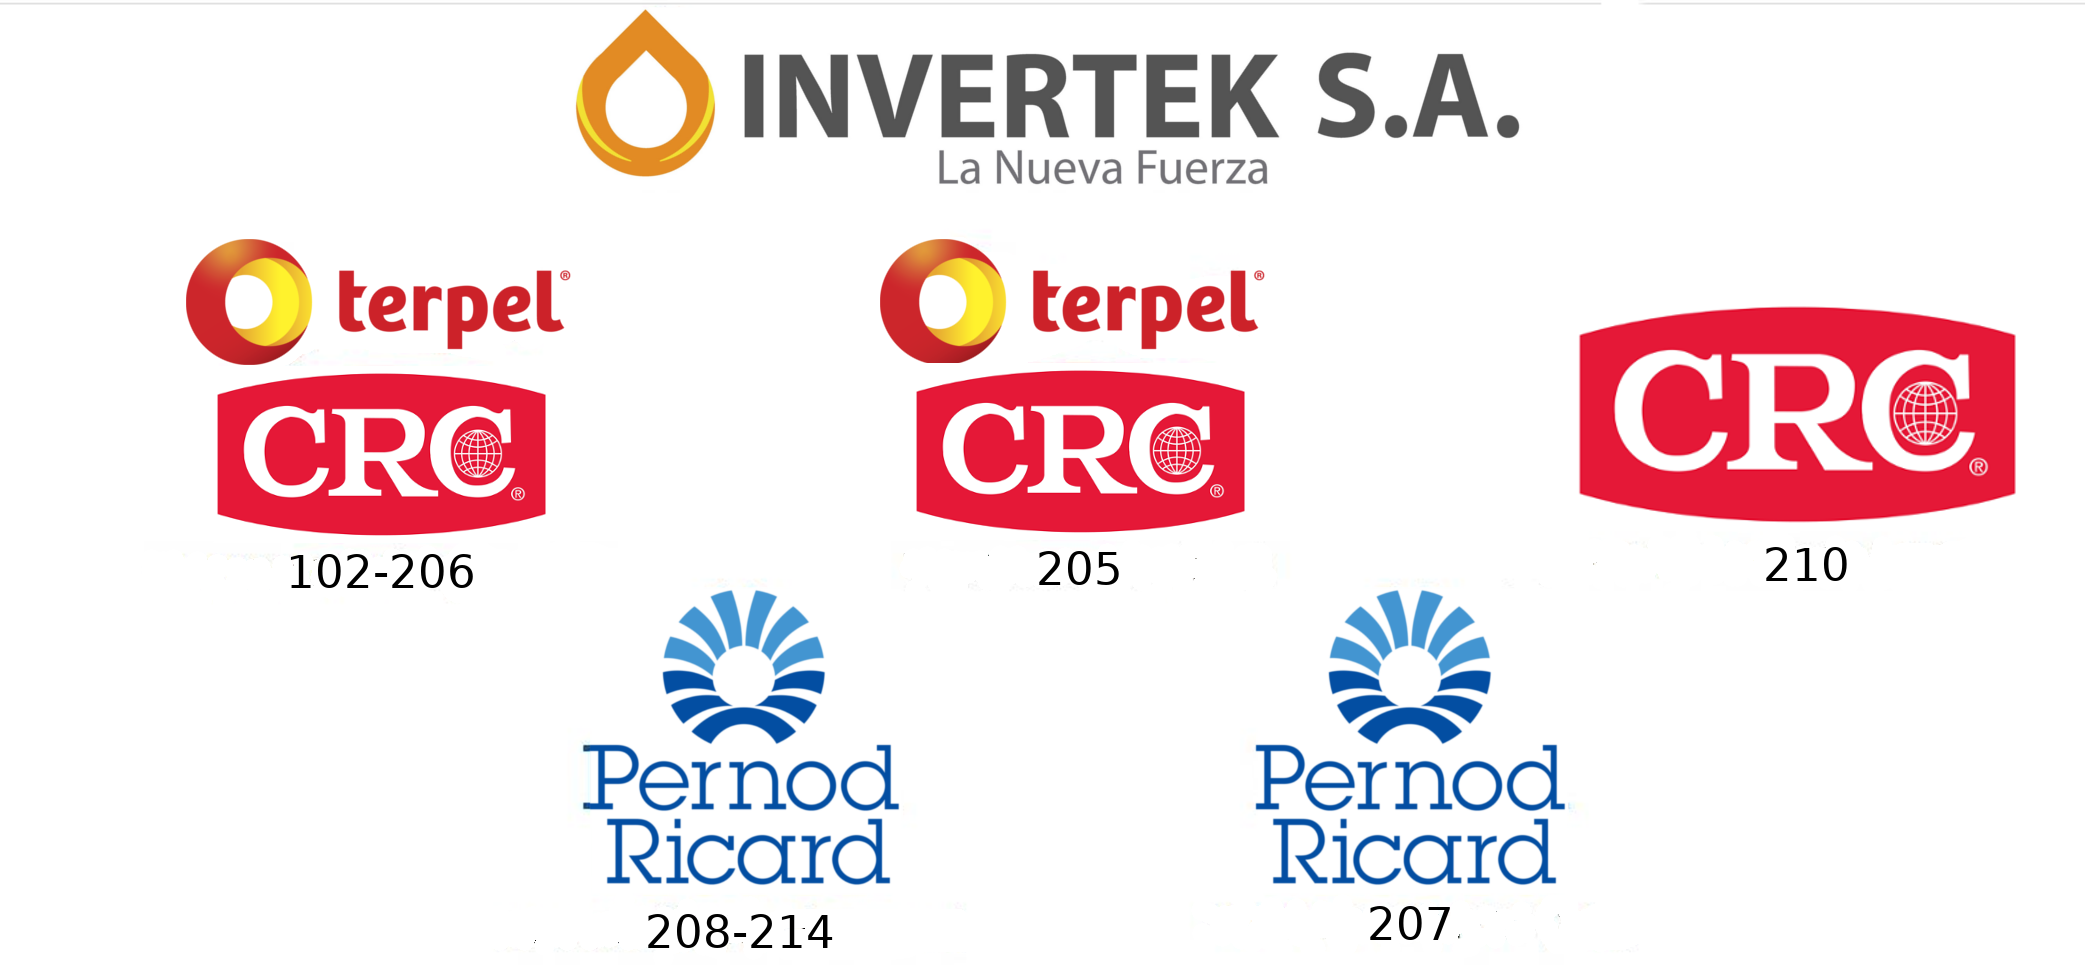 INVERTEK S.A.
La Nueva Fuerza
terpel®
CRC®
102-206
terpel®
CRC®
205
CRC®
210
Pernod
Ricard
208-214
Pernod
Ricard
207